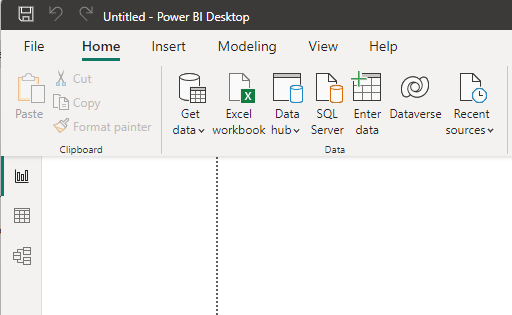 Untitled - Power BI Desktop
File Home Insert Modeling View Help
Paste
Cut
Copy
Format painter
Clipboard
Get data
Excel workbook
Data hub
SQL Server
Enter data
Dataverse
Recent sources
Data